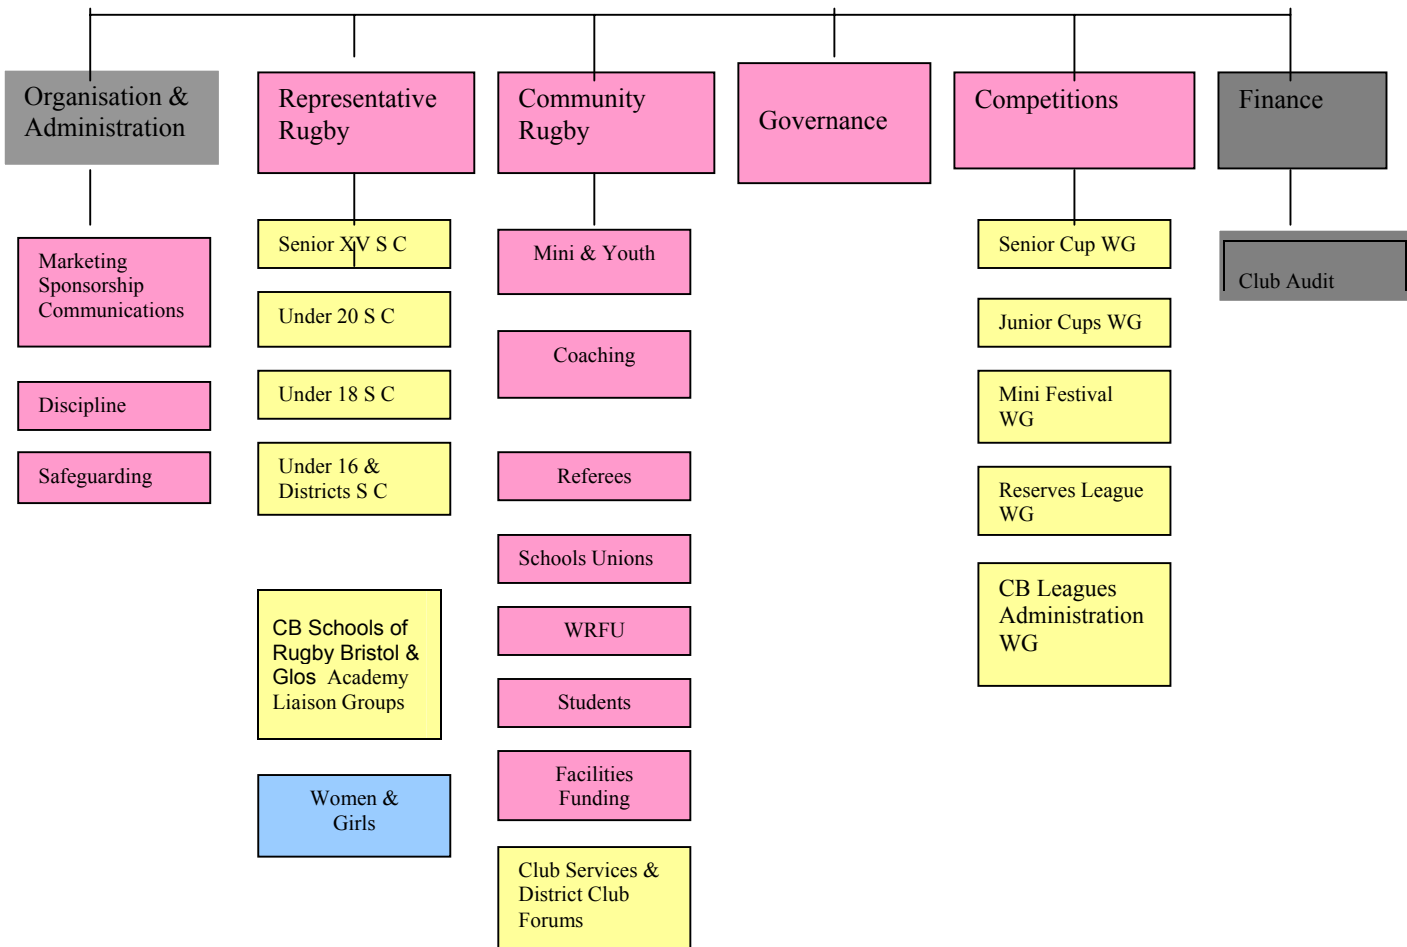 Organisation &
Administration
Representative
Rugby
Community
Rugby
Governance
Competitions
Finance
Marketing
Sponsorship
Communications
Discipline
Safeguarding
Senior XV S C
Under 20 S C
Under 18 S C
Under 16 &
Districts S C
CB Schools of
Rugby Bristol &
Glos Academy
Liaison Groups
Women &
Girls
Mini & Youth
Coaching
Referees
Schools Unions
WRFU
Students
Facilities
Funding
Club Services &
District Club
Forums
Senior Cup WG
Junior Cups WG
Mini Festival
WG
Reserves League
WG
CB Leagues
Administration
WG
Club Audit